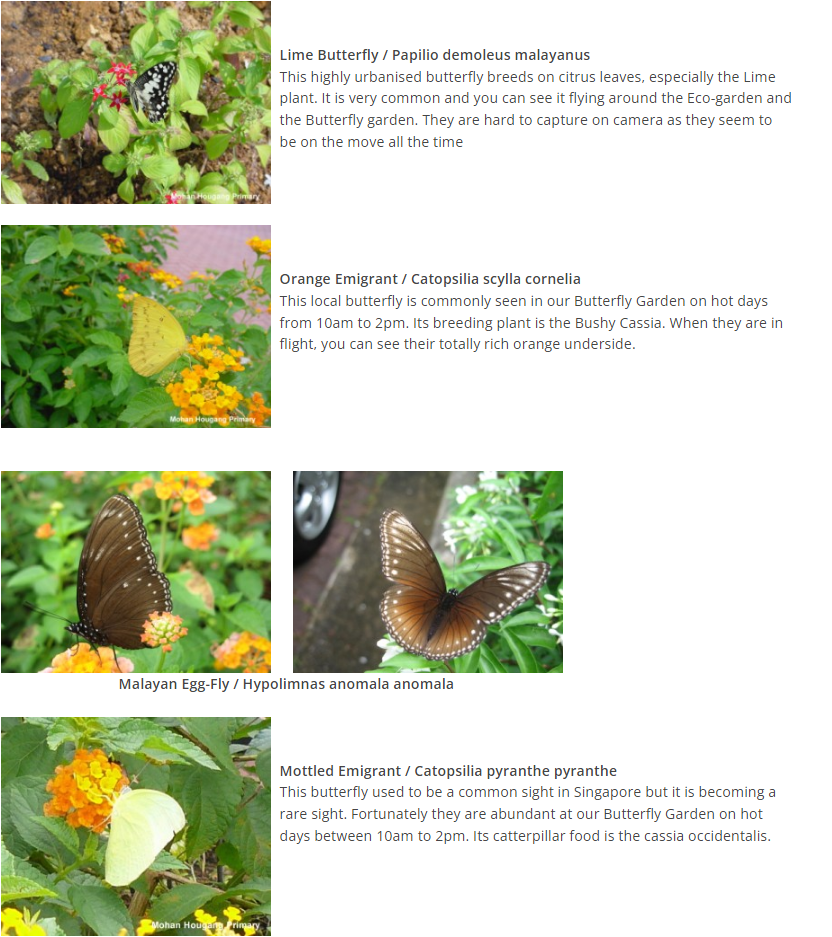 Lime Butterfly / Papilio demoleus malayanus
This highly urbanised butterfly breeds on citrus leaves, especially the Lime
plant. It is very common and you can see it flying around the Eco-garden and
the Butterfly garden. They are hard to capture on camera as they seem to
be on the move all the time
Mohan Hougang Primary
Orange Emigrant / Catopsilia scylla cornelia
This local butterfly is commonly seen in our Butterfly Garden on hot days
from 10am to 2pm. Its breeding plant is the Bushy Cassia. When they are in
flight, you can see their totally rich orange underside.
Mohan Hougang Primary
Malayan Egg-Fly / Hypolimnas anomala anomala
Mottled Emigrant / Catopsilia pyranthe pyranthe
This butterfly used to be a common sight in Singapore but it is becoming a
rare sight. Fortunately they are abundant at our Butterfly Garden on hot
days between 10am to 2pm. Its catterpillar food is the cassia occidentalis.
Mohan Hougang Primary